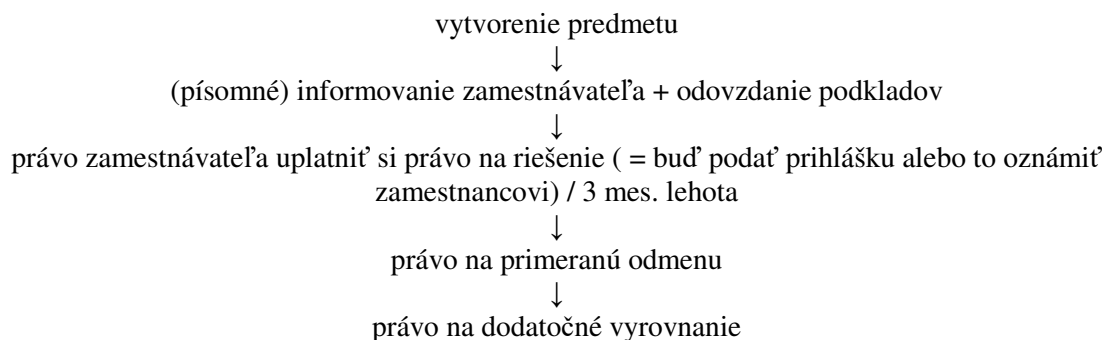 vytvorenie predmetu
↓
(písomné) informovanie zamestnávateľa + odovzdanie podkladov
↓
právo zamestnávateľa uplatniť si právo na riešenie ( = buď podať prihlášku alebo to oznámiť
zamestnancovi) / 3 mes. lehota
↓
právo na primeranú odmenu
↓
právo na dodatočné vyrovnanie